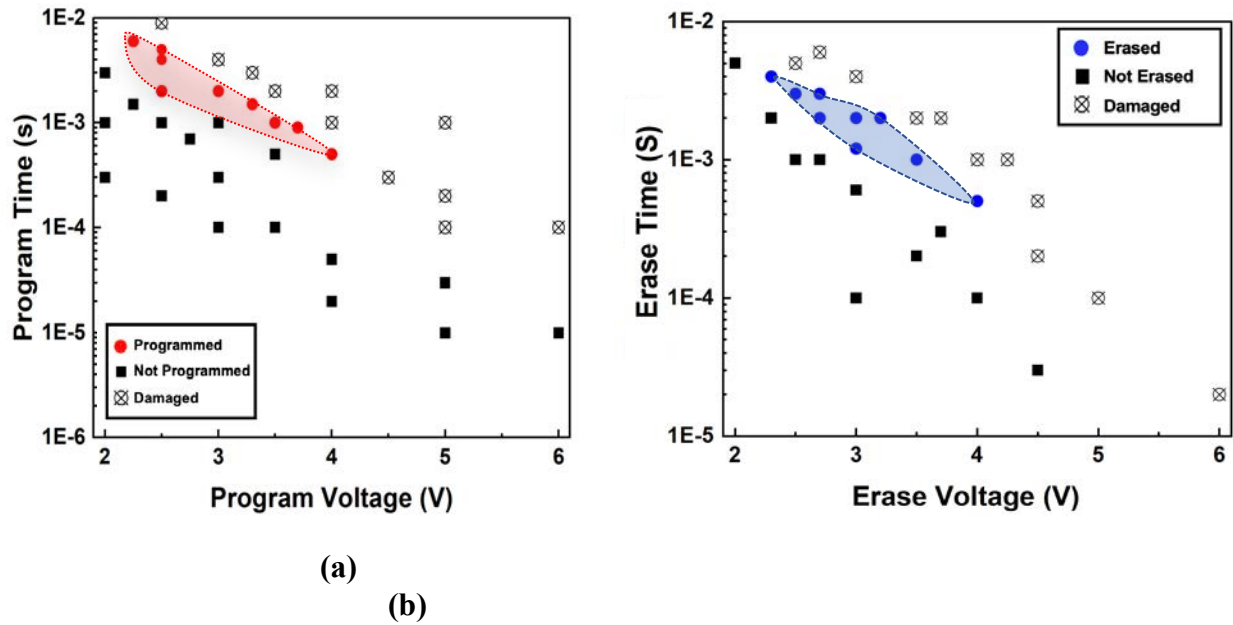 1E-2
1E-3
1E-4
1E-5
1E-6
Program Time (s)
Programmed
Not Programmed
Damaged
2 3 4 5 6
Program Voltage (V)
1E-2
1E-3
1E-4
1E-5
Erase Time (S)
Erased
Not Erased
Damaged
2 3 4 5 6
Erase Voltage (V)
(a)
(b)